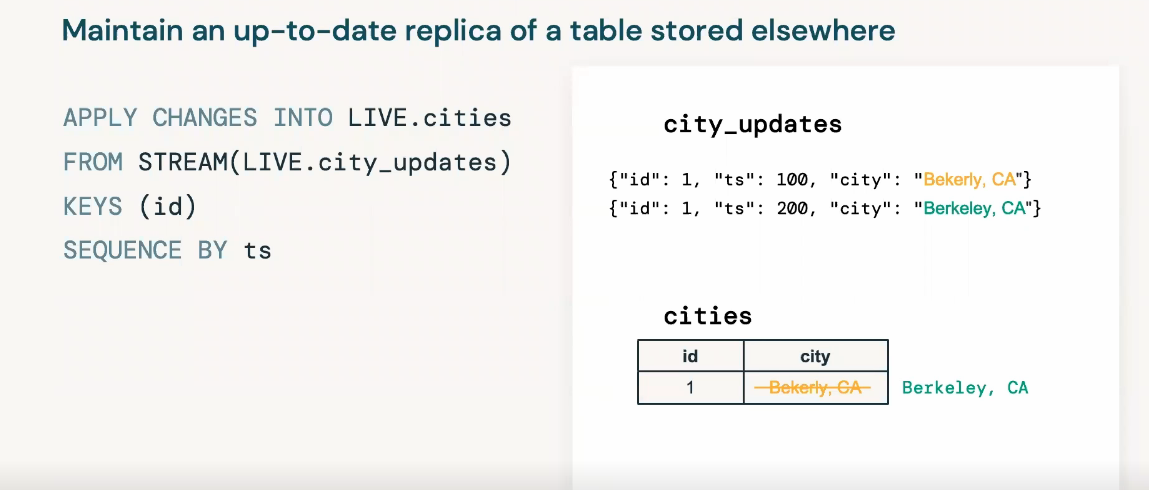 Maintain an up-to-date replica of a table stored elsewhere
APPLY CHANGES INTO LIVE.cities
FROM STREAM(LIVE.city_updates)
KEYS (id)
SEQUENCE BY ts
city_updates
{"id": 1, "ts": 100, "city": "Bekerly, CA"}
{"id": 1, "ts": 200, "city": "Berkeley, CA"}
cities
id city
1 Bekerly, CA Berkeley, CA